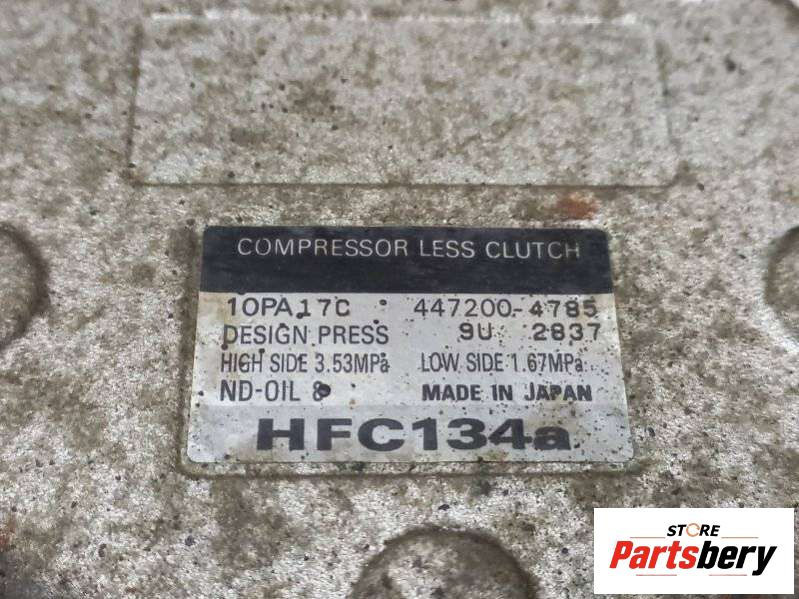 COMPRESSOR LESS CLUTCH
10PA17C 447200-4785
DESIGN PRESS 9U 2837
HIGH SIDE 3.53MPa LOW SIDE 1.67MPa
ND-OIL 8 MADE IN JAPAN
HFC134a
STORE
Partsbery